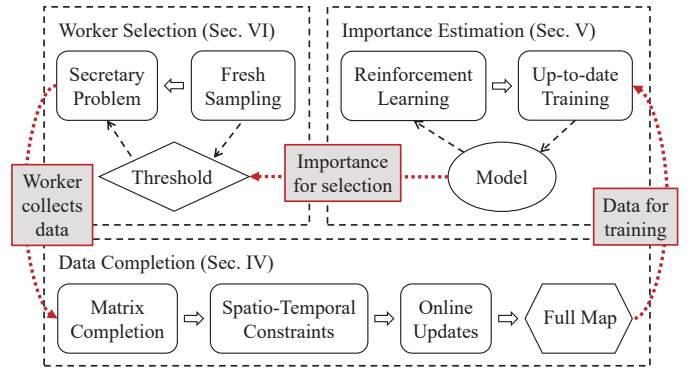 Worker Selection (Sec. VI)
Secretary
Problem
Fresh
Sampling
Threshold
Importance Estimation (Sec. V)
Reinforcement
Learning
Up-to-date
Training
Model
Importance
for selection
Worker
collects
data
Data for
training
Data Completion (Sec. IV)
Matrix
Completion
Spatio-Temporal
Constraints
Online
Updates
Full Map